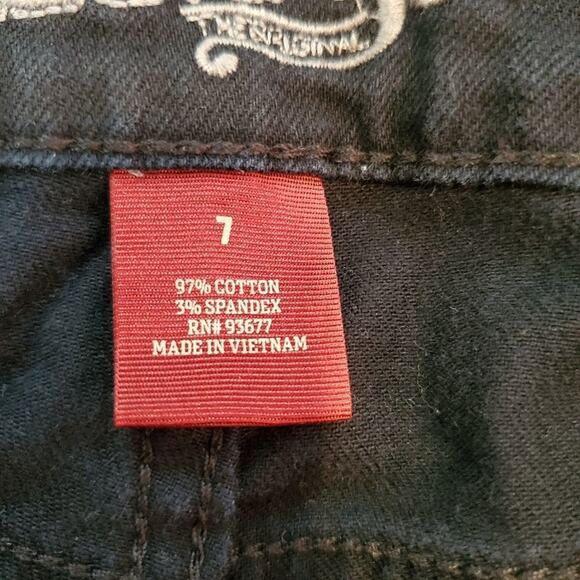 THE ORIGINAL
7
97% COTTON
3% SPANDEX
RN# 93677
MADE IN VIETNAM